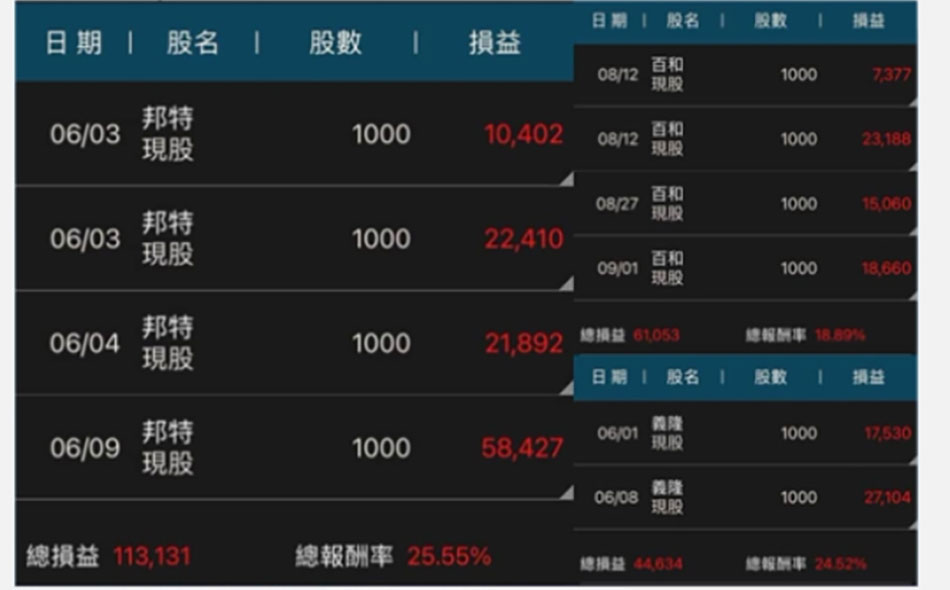 日期 | 股名 | 股數 | 損益
06/03 邦特 現股 1000 10,402
06/03 邦特 現股 1000 22,410
06/04 邦特 現股 1000 21,892
06/09 邦特 現股 1000 58,427
總損益 113,131 總報酬率 25.55%
日期 | 股名 | 股數 | 損益
08/12 百和 現股 1000 7,377
08/12 百和 現股 1000 23,188
08/27 百和 現股 1000 15,060
09/01 百和 現股 1000 18,660
總損益 61,053 總報酬率 18.89%
日期 | 股名 | 股數 | 損益
06/01 義隆 現股 1000 17,530
06/08 義隆 現股 1000 27,104
總損益 44,634 總報酬率 24.52%